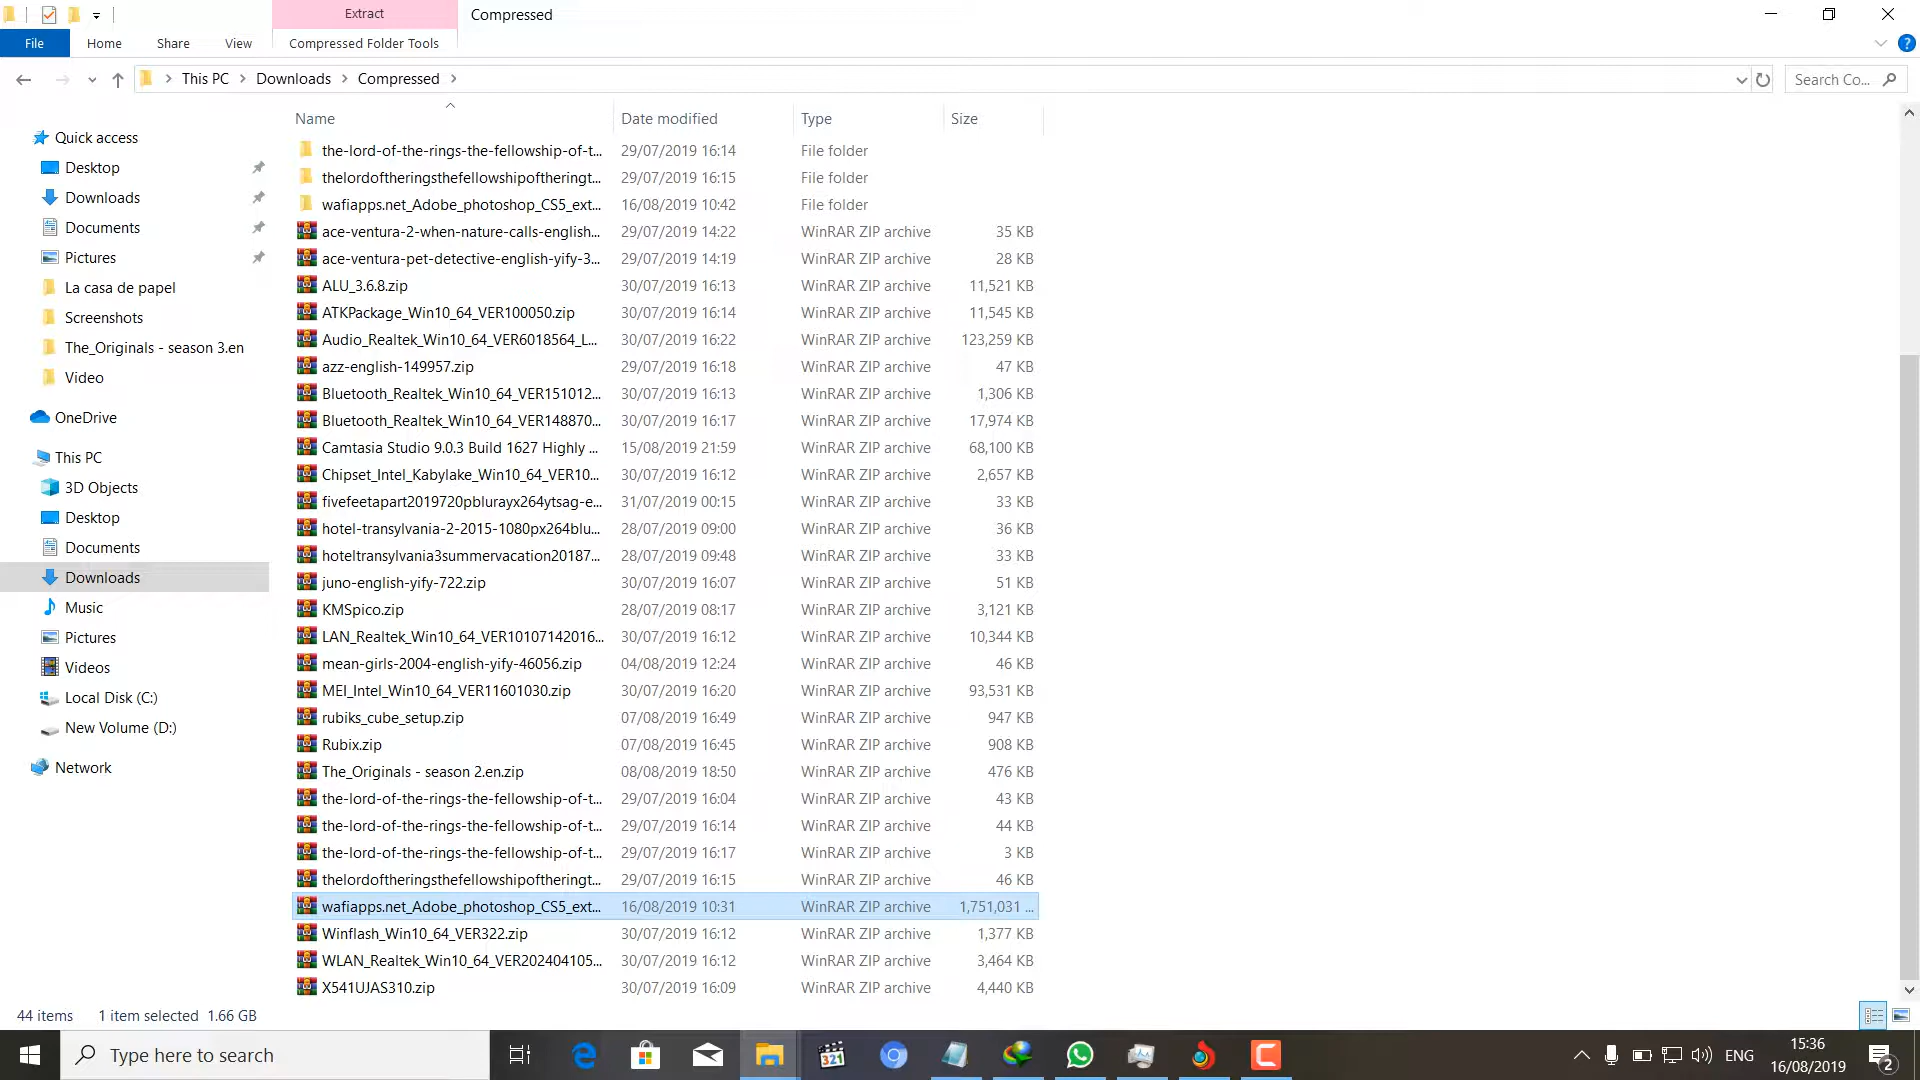 Extract
Compressed
File
Home
Share
View
Compressed Folder Tools
?
This PC
Downloads
Compressed
Search Co...
Name
Date modified
Type
Size
Quick access
Desktop
Downloads
Documents
Pictures
La casa de papel
Screenshots
The_Originals - season 3.en
Video
OneDrive
This PC
3D Objects
Desktop
Documents
Downloads
Music
Pictures
Videos
Local Disk (C:)
New Volume (D:)
Network
the-lord-of-the-rings-the-fellowship-of-t... 29/07/2019 16:14 File folder
thelordoftheringsthefellowshipoftheringt... 29/07/2019 16:15 File folder
wafiapps.net_Adobe_photoshop_CS5_ext... 16/08/2019 10:42 File folder
ace-ventura-2-when-nature-calls-english... 29/07/2019 14:22 WinRAR ZIP archive 35 KB
ace-ventura-pet-detective-english-yify-3... 29/07/2019 14:19 WinRAR ZIP archive 28 KB
ALU_3.6.8.zip 30/07/2019 16:13 WinRAR ZIP archive 11,521 KB
ATKPackage_Win10_64_VER100050.zip 30/07/2019 16:14 WinRAR ZIP archive 11,545 KB
Audio_Realtek_Win10_64_VER6018564_L... 30/07/2019 16:22 WinRAR ZIP archive 123,259 KB
azz-english-149957.zip 29/07/2019 16:18 WinRAR ZIP archive 47 KB
Bluetooth_Realtek_Win10_64_VER151012... 30/07/2019 16:13 WinRAR ZIP archive 1,306 KB
Bluetooth_Realtek_Win10_64_VER148870... 30/07/2019 16:17 WinRAR ZIP archive 17,974 KB
Camtasia Studio 9.0.3 Build 1627 Highly ... 15/08/2019 21:59 WinRAR ZIP archive 68,100 KB
Chipset_Intel_Kabylake_Win10_64_VER10... 30/07/2019 16:12 WinRAR ZIP archive 2,657 KB
fivefeetapart2019720pblurayx264ytsag-e... 31/07/2019 00:15 WinRAR ZIP archive 33 KB
hotel-transylvania-2-2015-1080px264blu... 28/07/2019 09:00 WinRAR ZIP archive 36 KB
hoteltransylvania3summervacation20187... 28/07/2019 09:48 WinRAR ZIP archive 33 KB
juno-english-yify-722.zip 30/07/2019 16:07 WinRAR ZIP archive 51 KB
KMSpico.zip 28/07/2019 08:17 WinRAR ZIP archive 3,121 KB
LAN_Realtek_Win10_64_VER10107142016... 30/07/2019 16:12 WinRAR ZIP archive 10,344 KB
mean-girls-2004-english-yify-46056.zip 04/08/2019 12:24 WinRAR ZIP archive 46 KB
MEI_Intel_Win10_64_VER11601030.zip 30/07/2019 16:20 WinRAR ZIP archive 93,531 KB
rubiks_cube_setup.zip 07/08/2019 16:49 WinRAR ZIP archive 947 KB
Rubix.zip 07/08/2019 16:45 WinRAR ZIP archive 908 KB
The_Originals - season 2.en.zip 08/08/2019 18:50 WinRAR ZIP archive 476 KB
the-lord-of-the-rings-the-fellowship-of-t... 29/07/2019 16:04 WinRAR ZIP archive 43 KB
the-lord-of-the-rings-the-fellowship-of-t... 29/07/2019 16:14 WinRAR ZIP archive 44 KB
the-lord-of-the-rings-the-fellowship-of-t... 29/07/2019 16:17 WinRAR ZIP archive 3 KB
thelordoftheringsthefellowshipoftheringt... 29/07/2019 16:15 WinRAR ZIP archive 46 KB
wafiapps.net_Adobe_photoshop_CS5_ext... 16/08/2019 10:31 WinRAR ZIP archive 1,751,031 ...
Winflash_Win10_64_VER322.zip 30/07/2019 16:12 WinRAR ZIP archive 1,377 KB
WLAN_Realtek_Win10_64_VER202404105... 30/07/2019 16:12 WinRAR ZIP archive 3,464 KB
X541UJAS310.zip 30/07/2019 16:09 WinRAR ZIP archive 4,440 KB
44 items 1 item selected 1.66 GB
Type here to search
321
ENG
15:36
16/08/2019
2